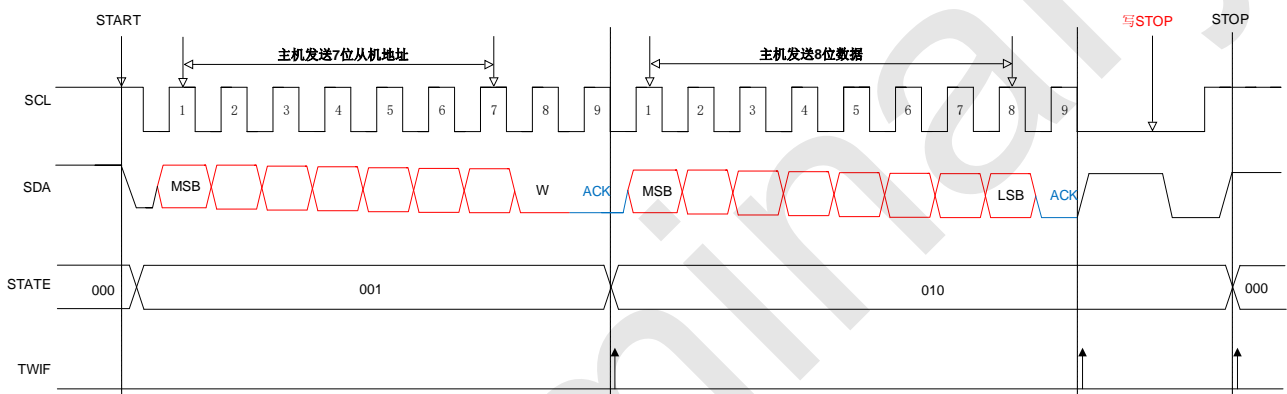 START
写STOP
STOP
主机发送7位从机地址
主机发送8位数据
SCL
1 2 3 4 5 6 7 8 9 1 2 3 4 5 6 7 8 9
SDA
MSB W ACK MSB LSB ACK
STATE
000 001 010 000
TWIF